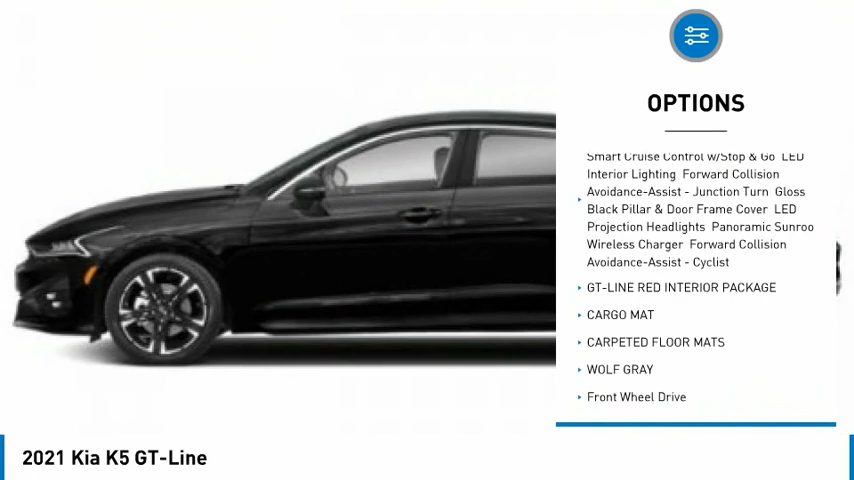 OPTIONS
Smart Cruise Control w/Stop & Go LED
Interior Lighting Forward Collision
Avoidance-Assist - Junction Turn Gloss
Black Pillar & Door Frame Cover LED
Projection Headlights Panoramic Sunroo
Wireless Charger Forward Collision
Avoidance-Assist - Cyclist
GT-LINE RED INTERIOR PACKAGE
CARGO MAT
CARPETED FLOOR MATS
WOLF GRAY
Front Wheel Drive
2021 Kia K5 GT-Line